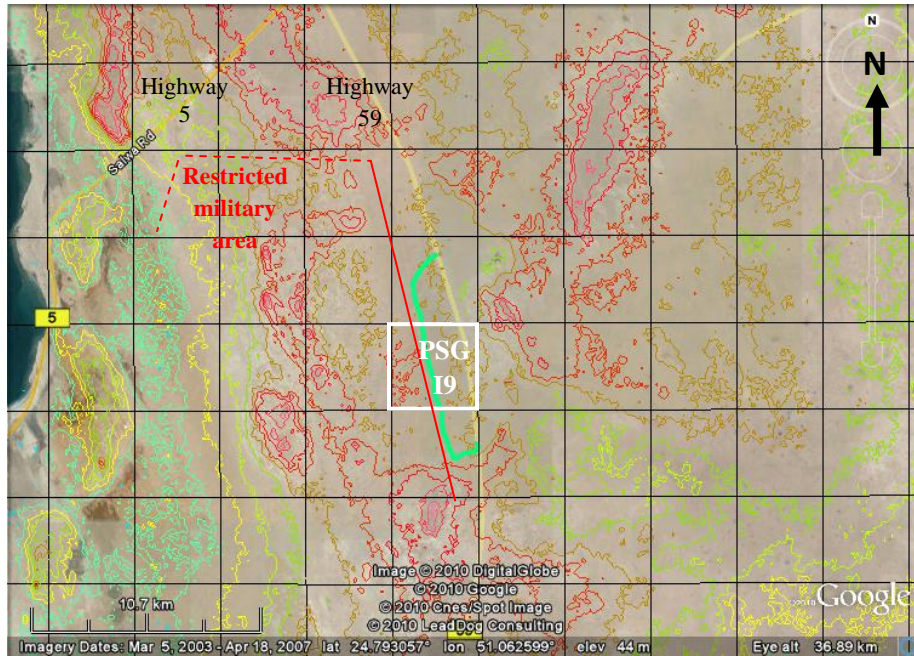 N
N
Highway
5
Highway
59
Salwa Rd
Restricted
military
area
5
PSG
I9
Image © 2010 DigitalGlobe
© 2010 Google
© 2010 Cnes/Spot Image
© 2010 LeadDog Consulting
Google
10.7 km
Imagery Dates: Mar 5, 2003 - Apr 18, 2007 lat 24.793057° lon 51.062599° elev 44 m Eye alt 36.89 km